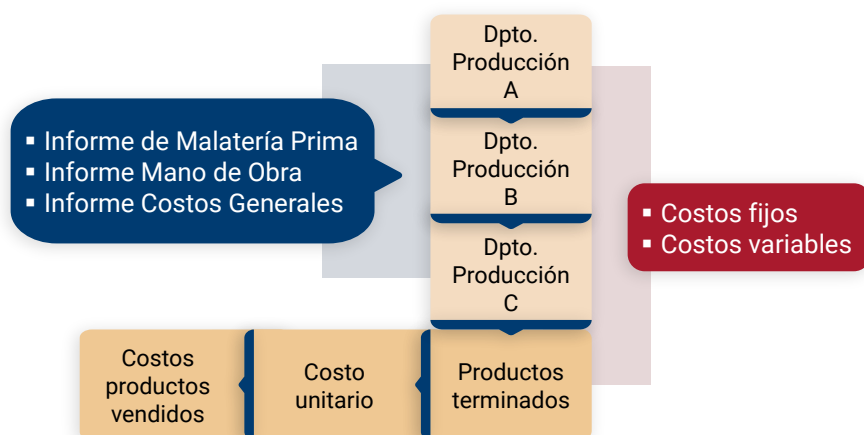 Dpto.
Producción
A
▪ Informe de Malatería Prima
▪ Informe Mano de Obra
▪ Informe Costos Generales
Dpto.
Producción
B
▪ Costos fijos
▪ Costos variables
Dpto.
Producción
C
Costos
productos
vendidos
Costo
unitario
Productos
terminados